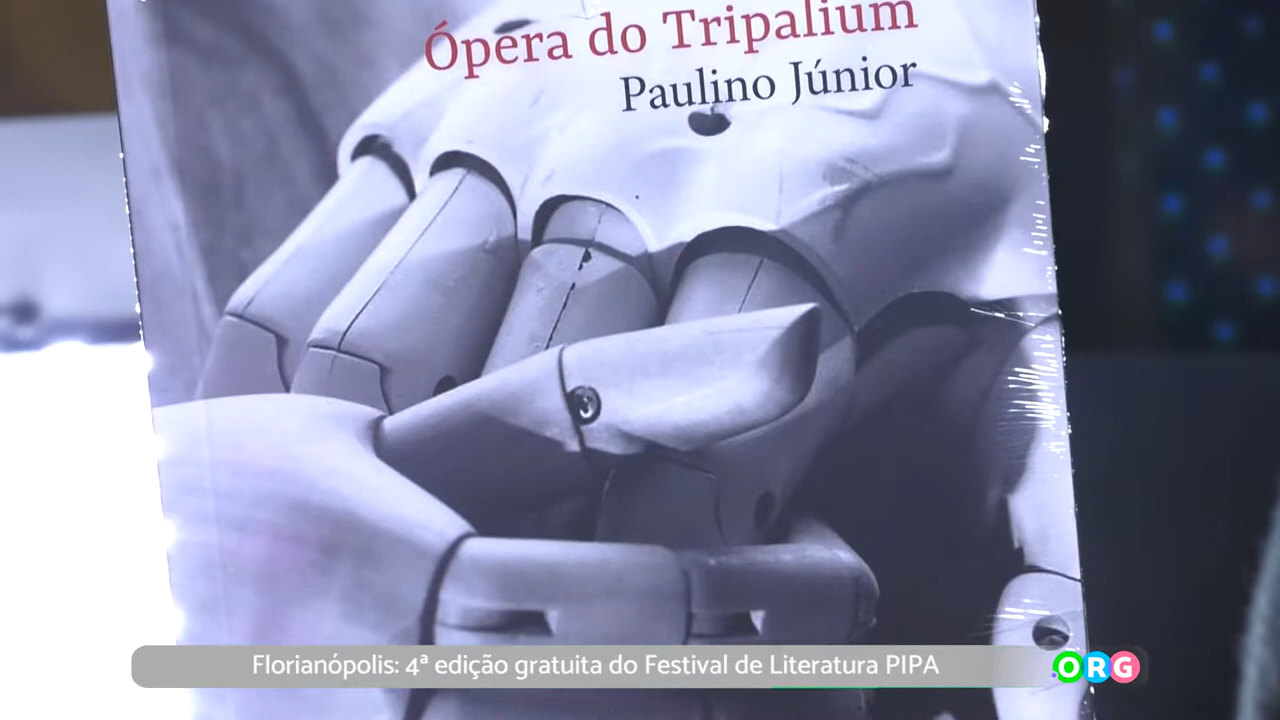 Ópera do Tripalium
Paulino Júnior
Florianópolis: 4ª edição gratuita do Festival de Literatura PIPA
ORG